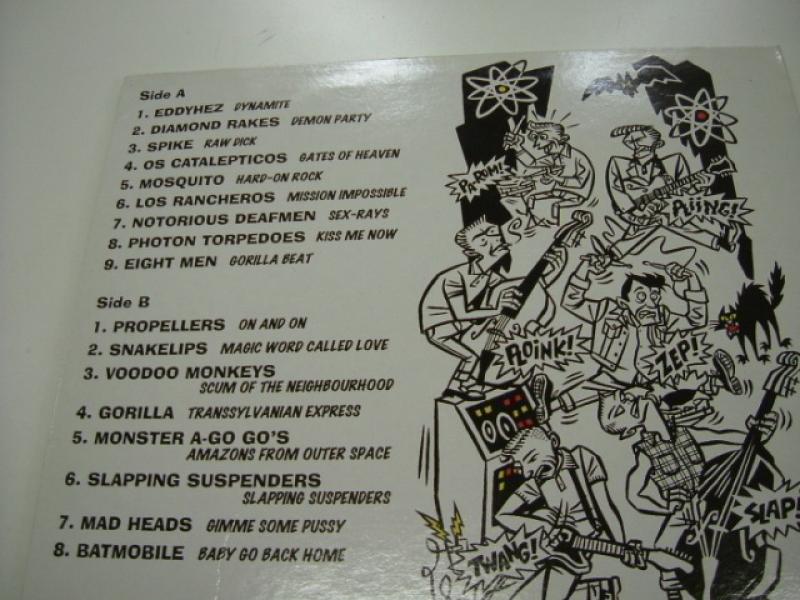 Side A
1. EDDYHEZ DYNAMITE
2. DIAMOND RAKES DEMON PARTY
3. SPIKE RAW DICK
4. OS CATALEPTICOS GATES OF HEAVEN
5. MOSQUITO HARD-ON ROCK
6. LOS RANCHEROS MISSION IMPOSSIBLE
7. NOTORIOUS DEAFMEN SEX-RAYS
8. PHOTON TORPEDOES KISS ME NOW
9. EIGHT MEN GORILLA BEAT
Side B
1. PROPELLERS ON AND ON
2. SNAKELIPS MAGIC WORD CALLED LOVE
3. VOODOO MONKEYS
SCUM OF THE NEIGHBOURHOOD
4. GORILLA TRANSSYLVANIAN EXPRESS
5. MONSTER A-GO GO'S
AMAZONS FROM OUTER SPACE
6. SLAPPING SUSPENDERS
SLAPPING SUSPENDERS
7. MAD HEADS GIMME SOME PUSSY
8. BATMOBILE BABY GO BACK HOME
PA-ROM!
PLIING!
PLOINK!
ZEP!
SLAP!
TWANG!